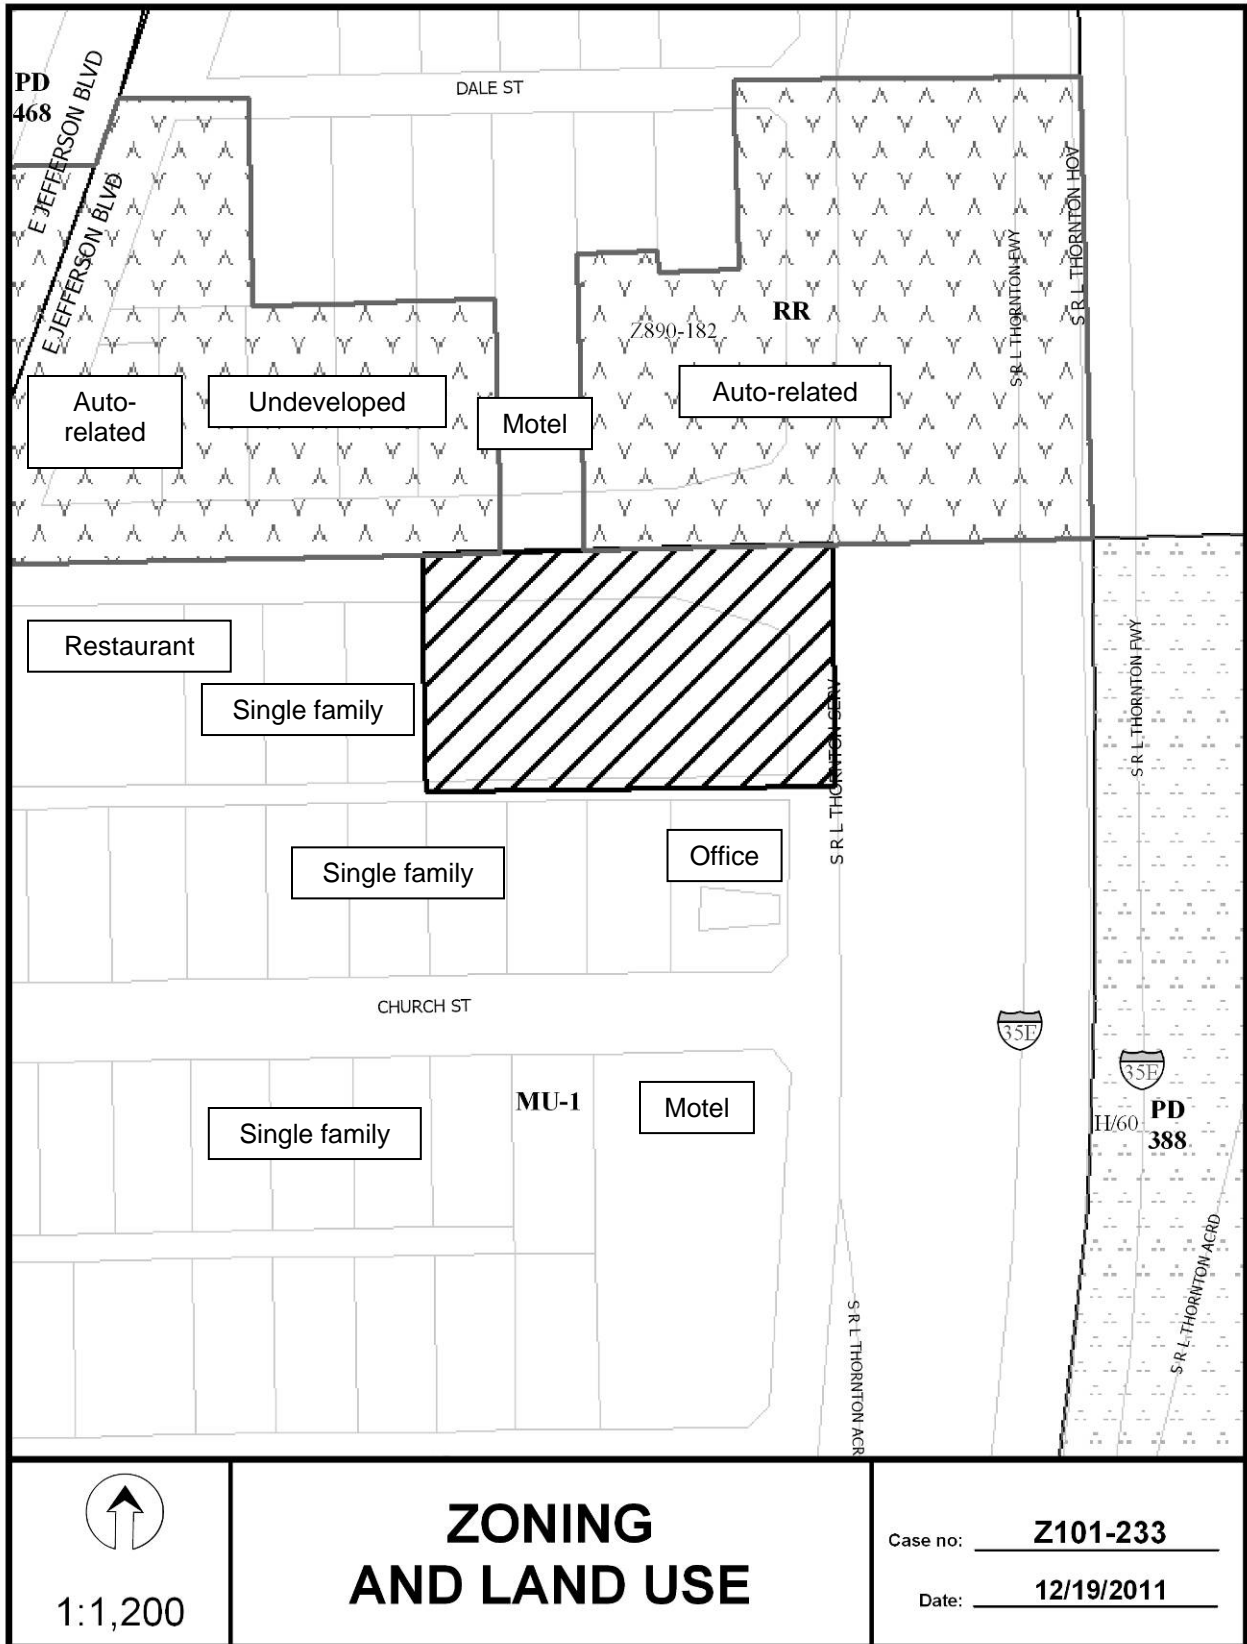 PD
468
E JEFFERSON BLVD
E JEFFERSON BLVD
DALE ST
S R L THORNTON HOV
S R L THORNTON FWY
RR
Z890-182
Auto-
related
Undeveloped
Motel
Auto-related
Restaurant
Single family
S R L THORNTON SERV
S R L THORNTON FWY
Single family
Office
CHURCH ST
35E
35E
MU-1
Motel
Single family
H/60
PD
388
S R L THORNTON ACRD
S R L THORNTON ACR
1:1,200
ZONING
AND LAND USE
Case no: Z101-233
Date: 12/19/2011